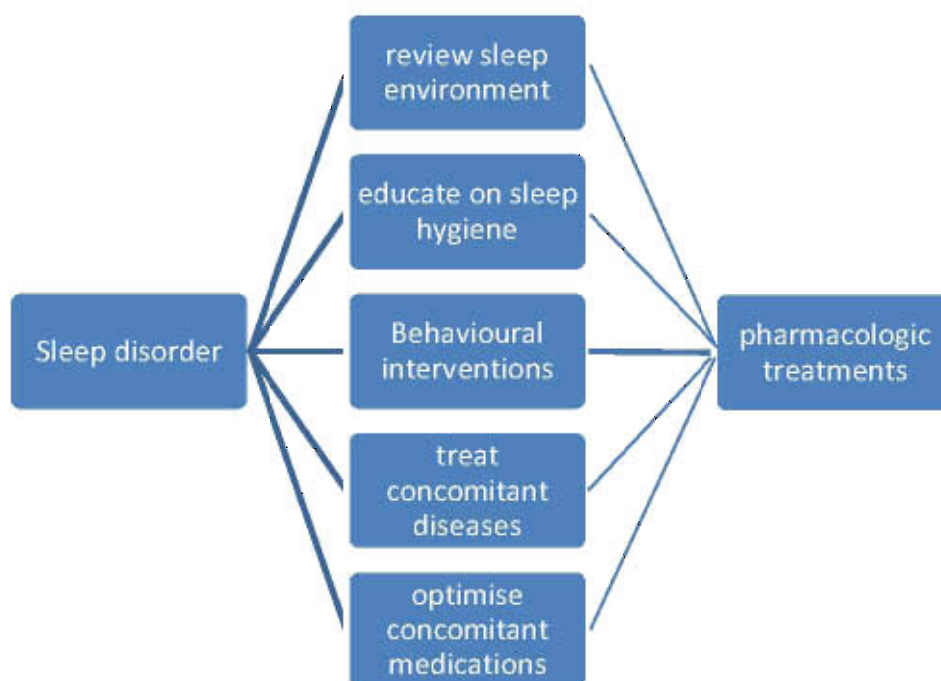 review sleep
environment
educate on sleep
hygiene
Sleep disorder
Behavioural
interventions
pharmacologic
treatments
treat
concomitant
diseases
optimise
concomitant
medications